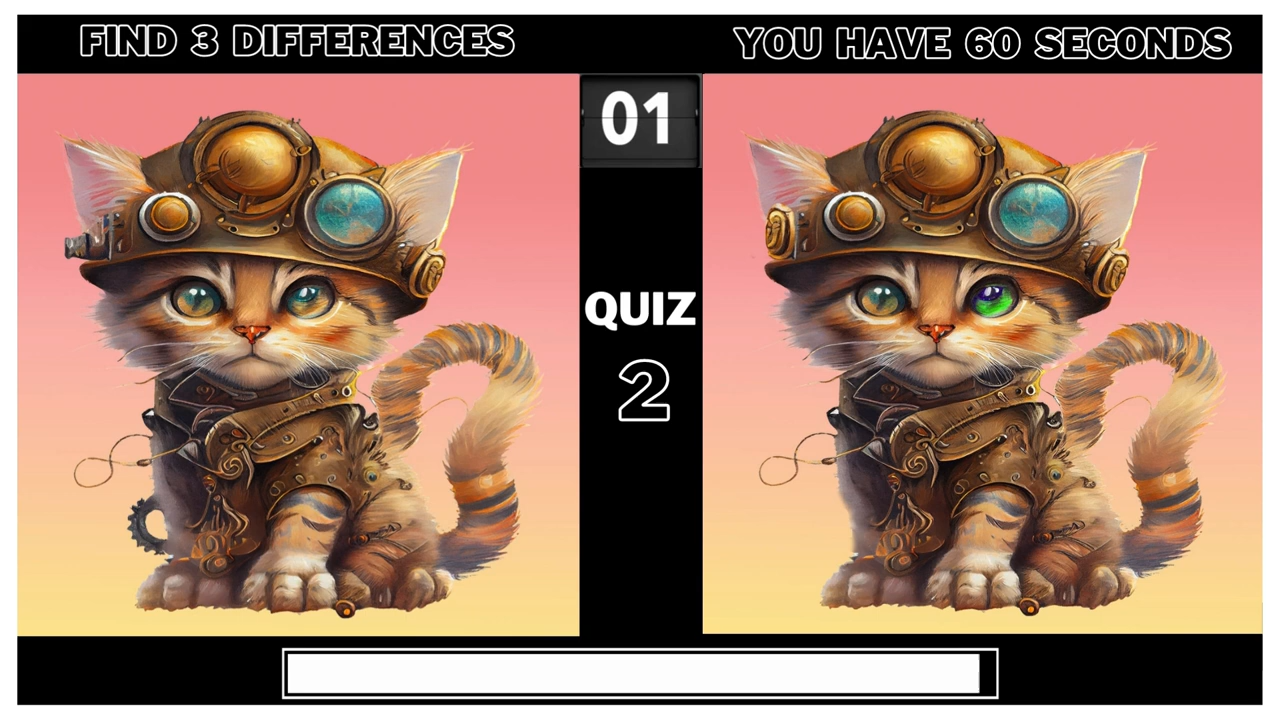 FIND 3 DIFFERENCES
YOU HAVE 60 SECONDS
01
QUIZ
2